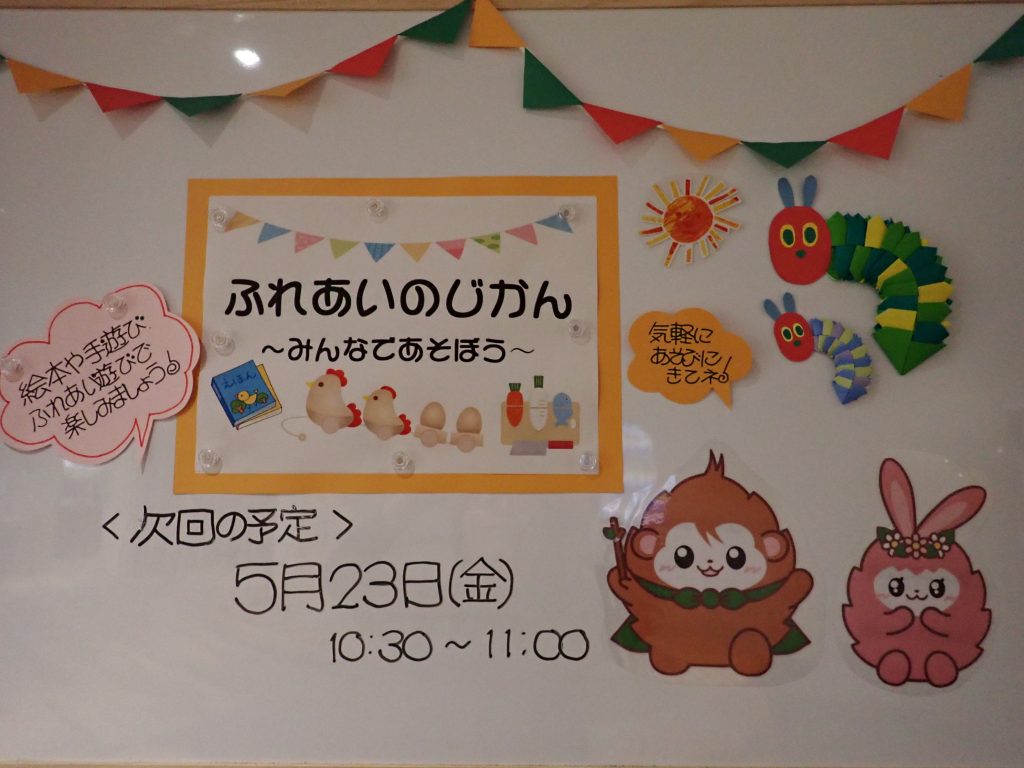 ふれあいのじかん
～みんなであそぼう～
えほん
絵本や手遊び
ふれあい遊びで
楽しみましょう♪
気軽に
あそびに
きてネ!
<次回の予定>
5月23日(金)
10:30～11:00